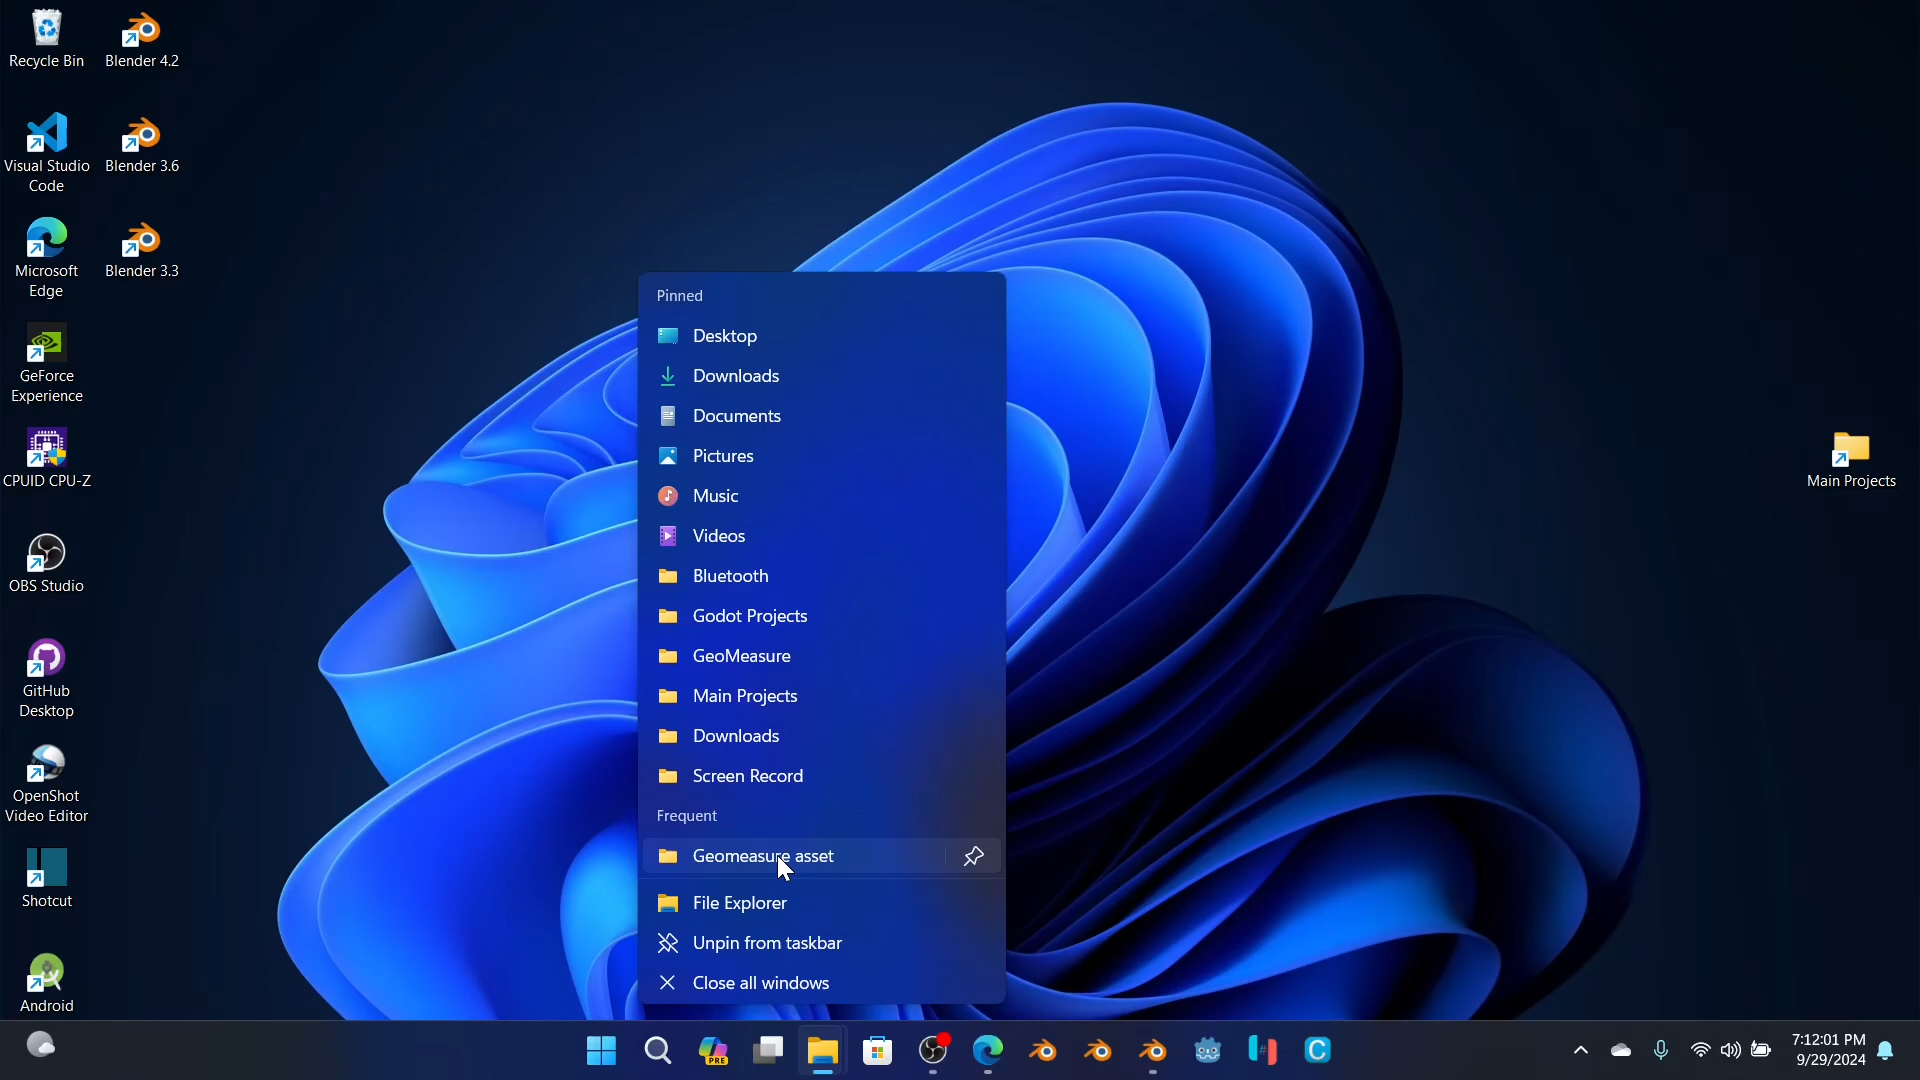 Recycle Bin
Blender 4.2
Visual Studio
Code
Blender 3.6
Microsoft
Edge
Blender 3.3
GeForce
Experience
CPUID CPU-Z
OBS Studio
GitHub
Desktop
OpenShot
Video Editor
Shotcut
Android
Pinned
Desktop
Downloads
Documents
Pictures
Music
Videos
Bluetooth
Godot Projects
GeoMeasure
Main Projects
Downloads
Screen Record
Frequent
Geomeasure asset
File Explorer
Unpin from taskbar
Close all windows
Main Projects
PRE
C
7:12:01 PM
9/29/2024